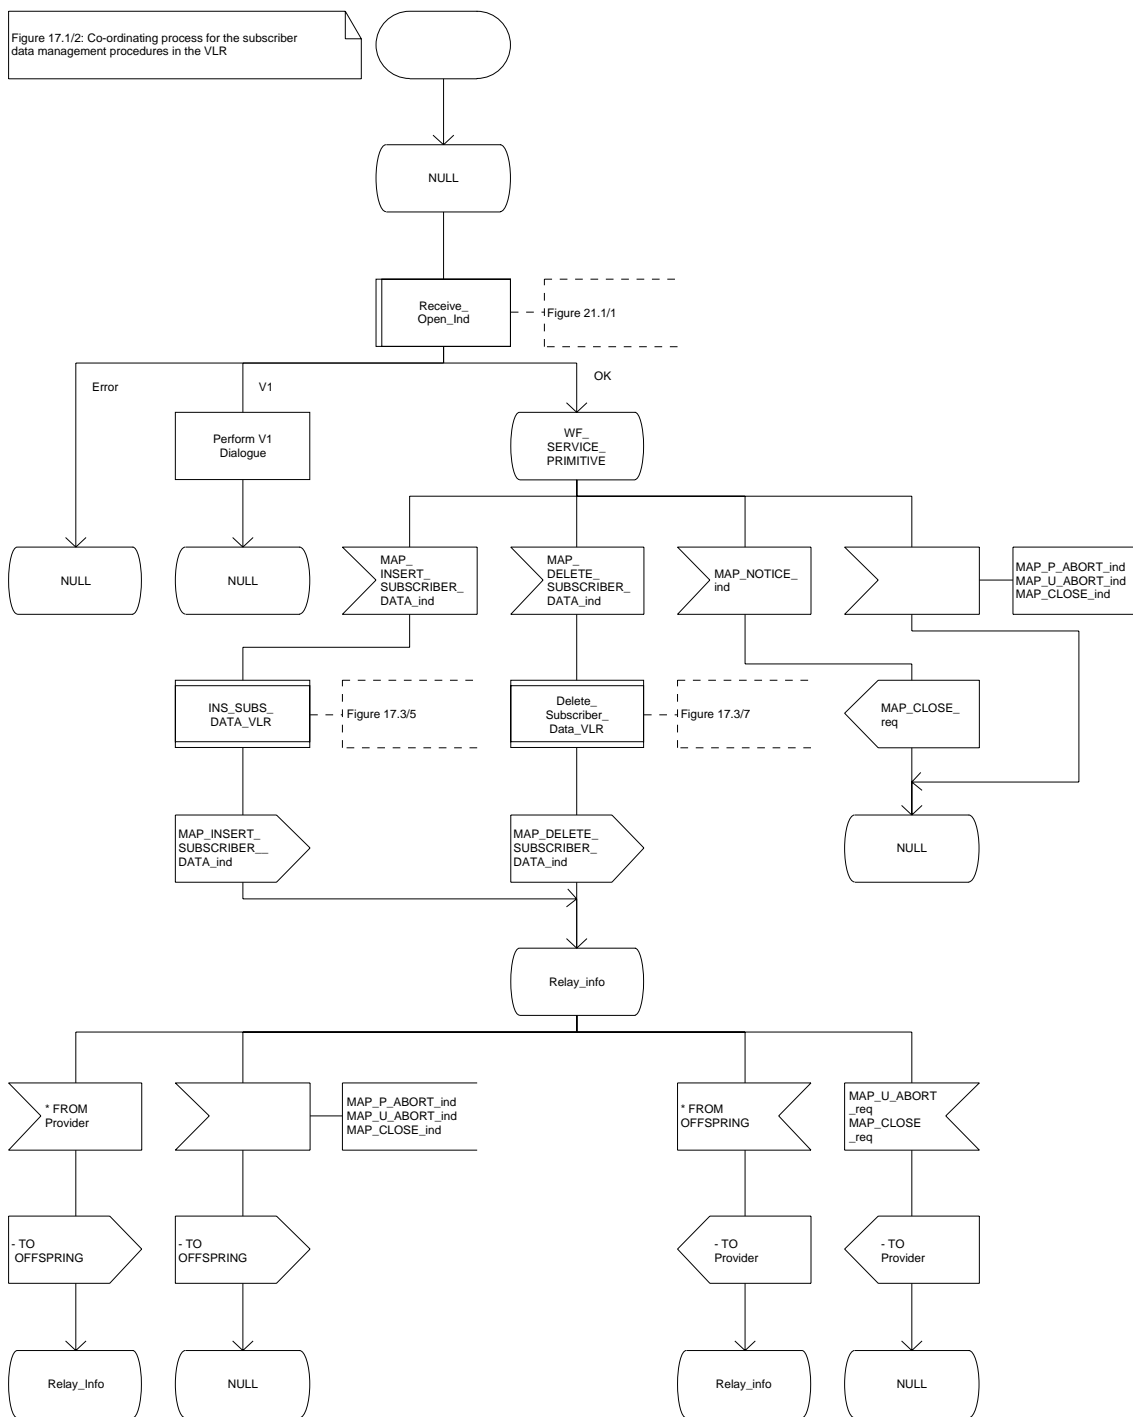 Figure 17.1/2: Co-ordinating process for the subscriber
data management procedures in the VLR
NULL
Receive_
Open_Ind
Figure 21.1/1
Error
V1
OK
Perform V1
Dialogue
WF_
SERVICE_
PRIMITIVE
NULL
NULL
MAP_
INSERT_
SUBSCRIBER_
DATA_ind
MAP_
DELETE_
SUBSCRIBER_
DATA_ind
MAP_NOTICE_
ind
MAP_P_ABORT_ind
MAP_U_ABORT_ind
MAP_CLOSE_ind
INS_SUBS_
DATA_VLR
Figure 17.3/5
Delete_
Subscriber_
Data_VLR
Figure 17.3/7
MAP_CLOSE_
req
MAP_INSERT_
SUBSCRIBER__
DATA_ind
MAP_DELETE_
SUBSCRIBER_
DATA_ind
NULL
Relay_info
* FROM
Provider
MAP_P_ABORT_ind
MAP_U_ABORT_ind
MAP_CLOSE_ind
* FROM
OFFSPRING
MAP_U_ABORT
_req
MAP_CLOSE
_req
- TO
OFFSPRING
- TO
OFFSPRING
- TO
Provider
- TO
Provider
Relay_Info
NULL
Relay_info
NULL